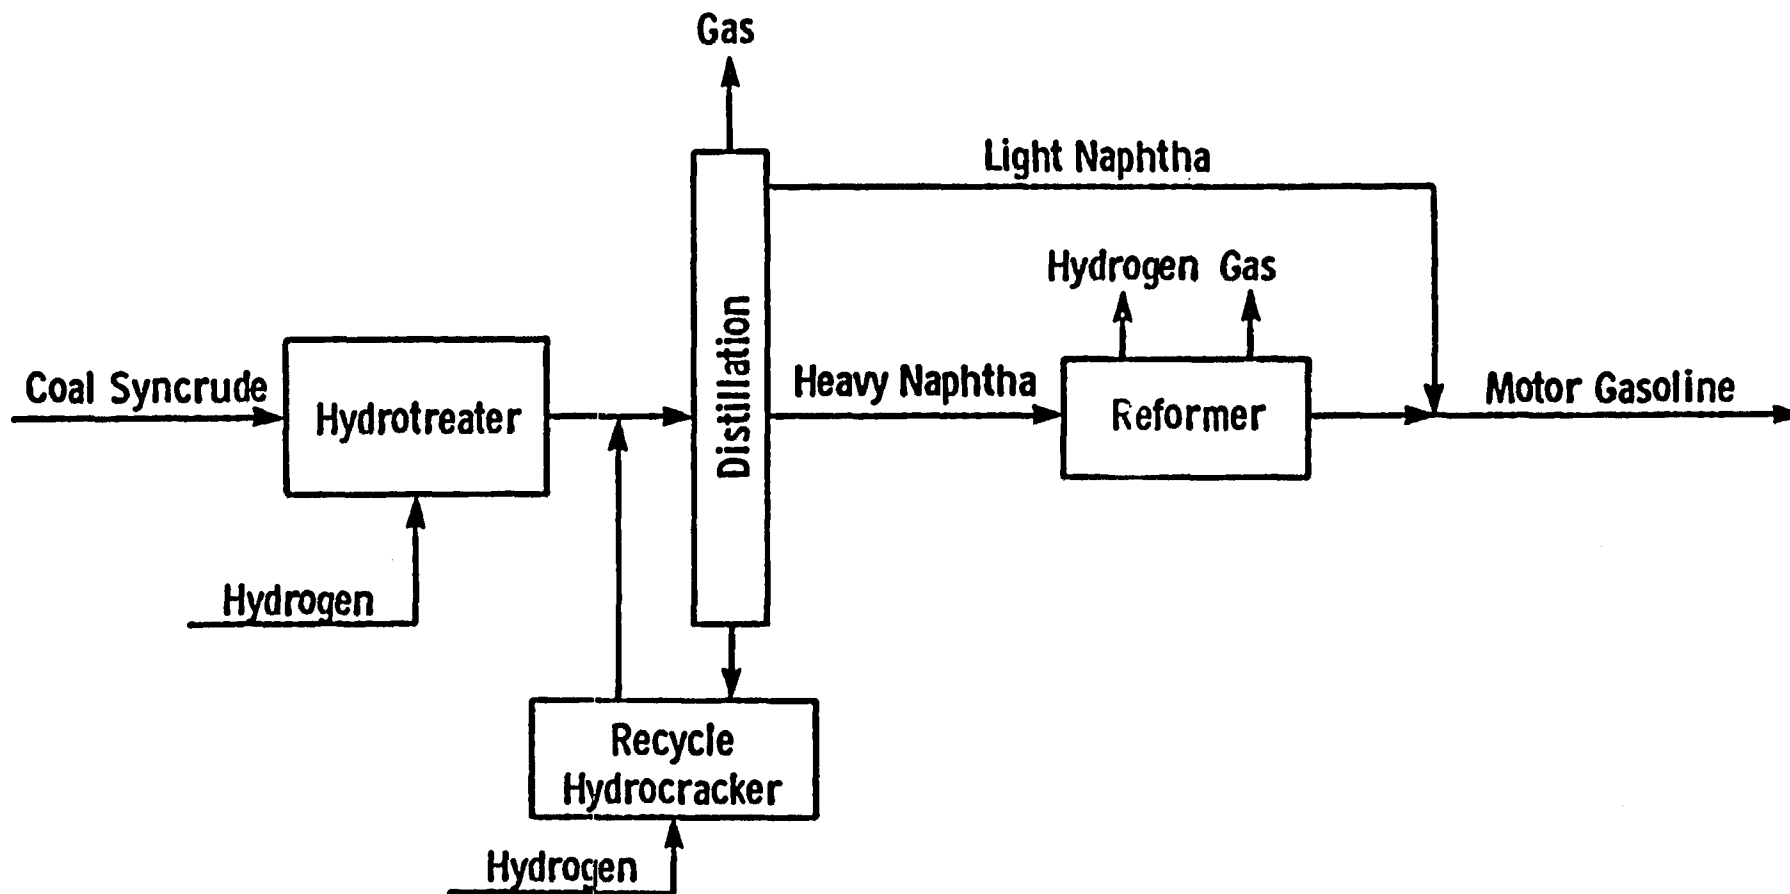 Gas
Light Naphtha
Hydrogen Gas
Coal Syncrude
Hydrotreater
Distillation
Heavy Naphtha
Reformer
Motor Gasoline
Hydrogen
Recycle
Hydrocracker
Hydrogen